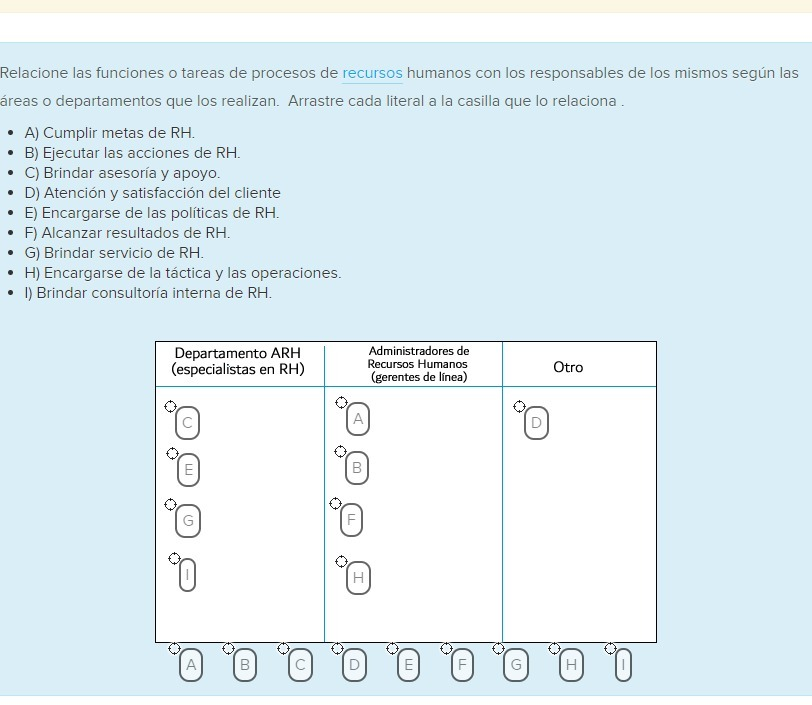 Relacione las funciones o tareas de procesos de recursos humanos con los responsables de los mismos según las
áreas o departamentos que los realizan. Arrastre cada literal a la casilla que lo relaciona .
• A) Cumplir metas de RH.
• B) Ejecutar las acciones de RH.
• C) Brindar asesoría y apoyo.
• D) Atención y satisfacción del cliente
• E) Encargarse de las políticas de RH.
• F) Alcanzar resultados de RH.
• G) Brindar servicio de RH.
• H) Encargarse de la táctica y las operaciones.
• I) Brindar consultoría interna de RH.
Departamento ARH
(especialistas en RH)
Administradores de
Recursos Humanos
(gerentes de línea)
Otro
C A D
E B
G F
I H
A B C D E F G H I